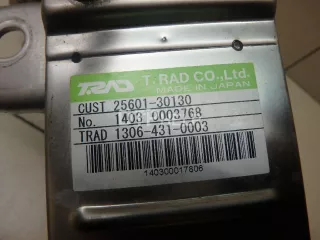 TRAD T.RAD CO.,Ltd.
MADE IN JAPAN
CUST 25601-30130
No. 1403 0003768
TRAD 1306-431-0003
140300017806